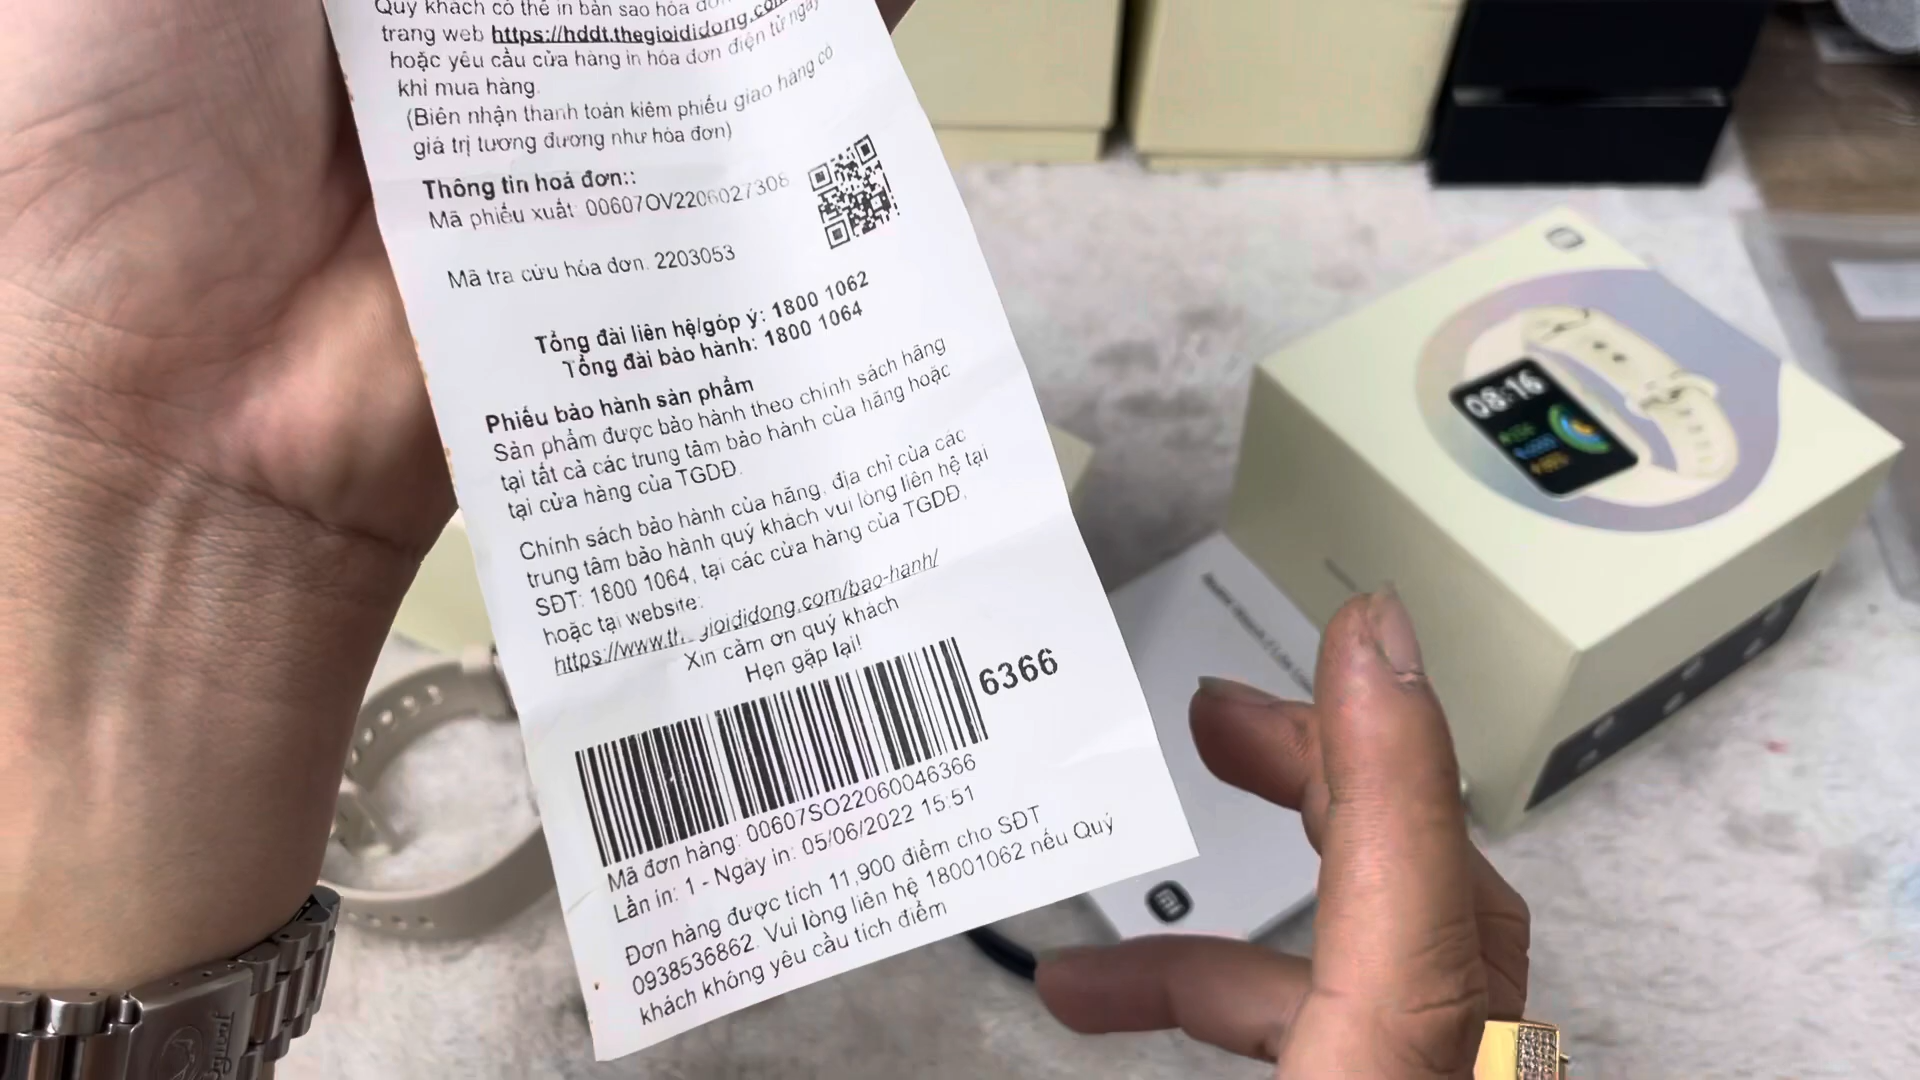 Quý khách có thể in bản sao hóa đơn
trang web https://hddt.thegioididong.com
hoặc yêu cầu cửa hàng in hóa đơn điện tử ngay
khi mua hàng.
(Biên nhận thanh toán kiêm phiếu giao hàng có
giá trị tương đương như hóa đơn)
Thông tin hoá đơn::
Mã phiếu xuất: 00607OV2206027308
Mã tra cứu hóa đơn: 2203053
Tổng đài liên hệ/góp ý: 1800 1062
Tổng đài bảo hành: 1800 1064
Phiếu bảo hành sản phẩm
Sản phẩm được bảo hành theo chính sách hãng
tại tất cả các trung tâm bảo hành của hãng hoặc
tại cửa hàng của TGDĐ.
Chính sách bảo hành của hãng, địa chỉ của các
trung tâm bảo hành quý khách vui lòng liên hệ tại
SĐT: 1800 1064, tại các cửa hàng của TGDĐ,
hoặc tại website:
https://www.thegioididong.com/bao-hanh/
Xin cảm ơn quý khách
Hẹn gặp lại!
6366
Mã đơn hàng: 00607SO22060046366
Lần in: 1 - Ngày in: 05/06/2022 15:51
Đơn hàng được tích 11,900 điểm cho SĐT
0938536862. Vui lòng liên hệ 18001062 nếu Quý
khách không yêu cầu tích điểm
08:16